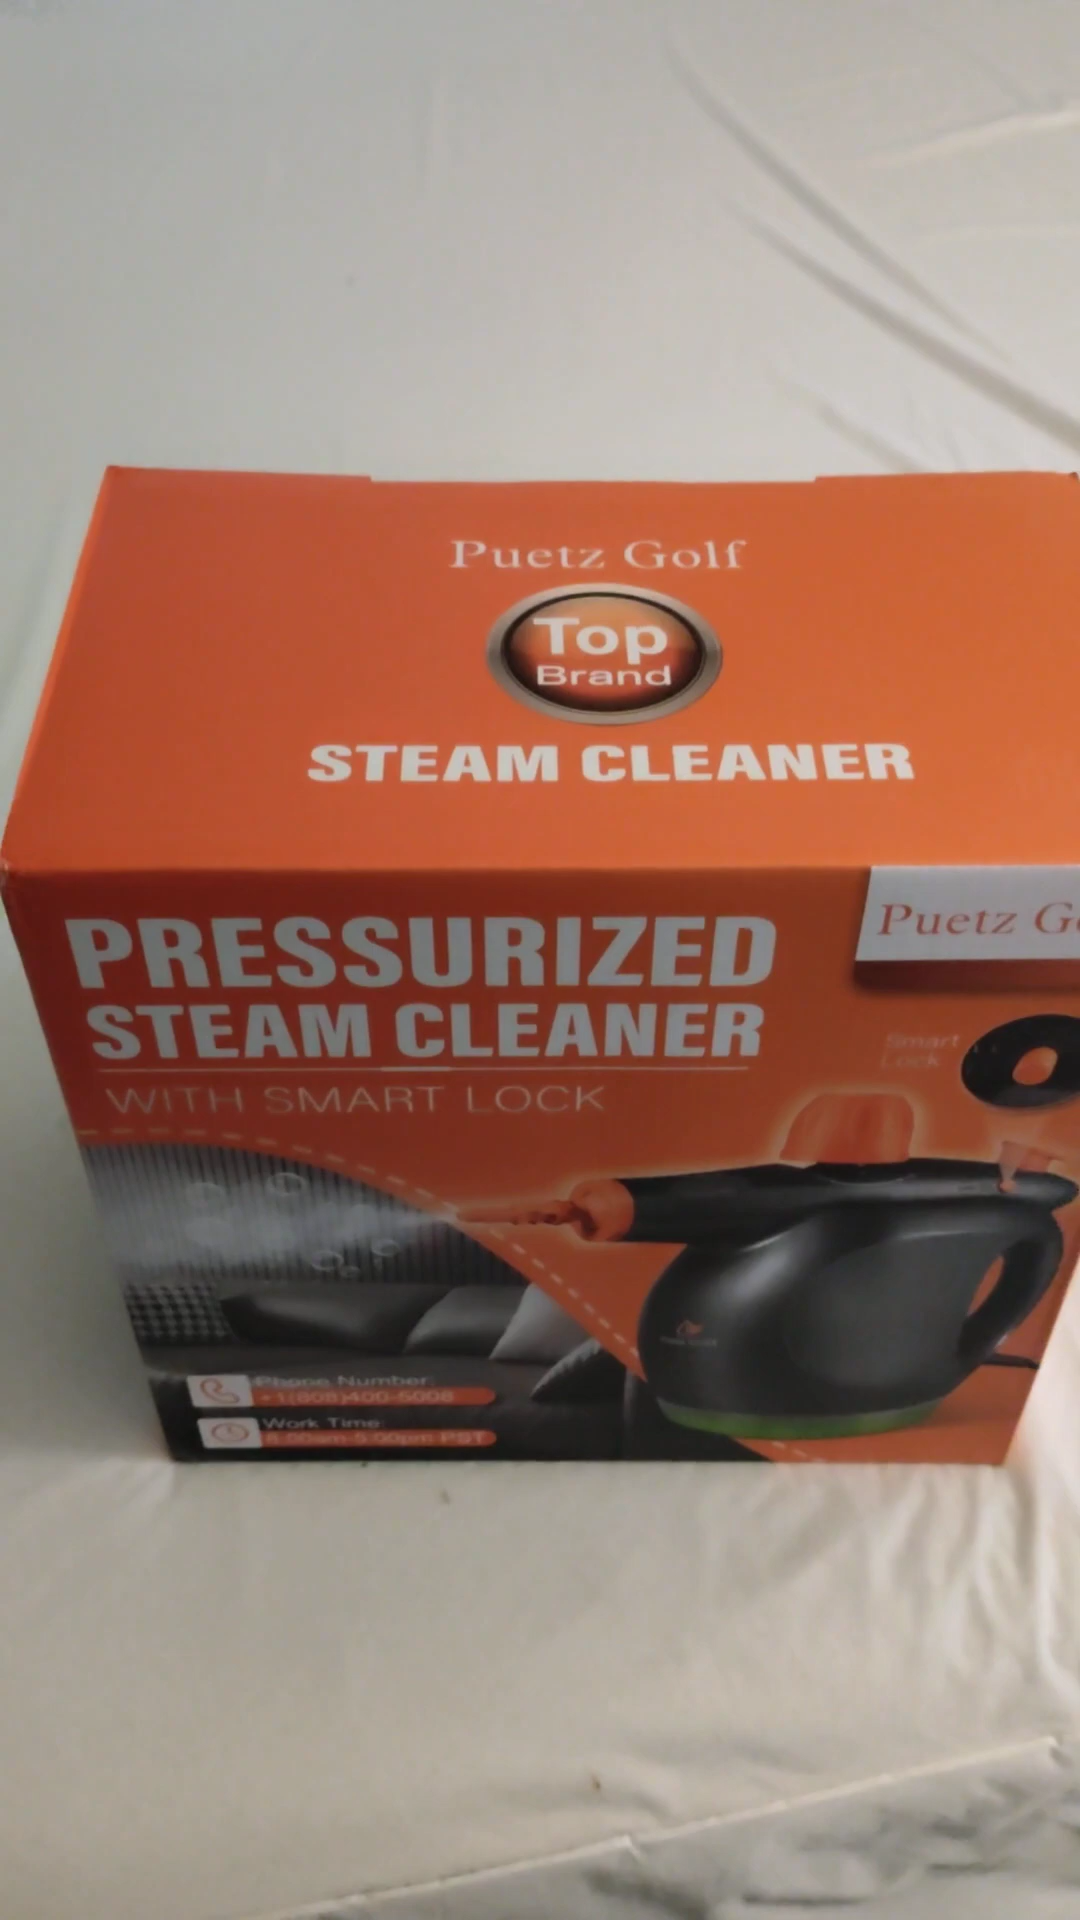 Puetz Golf
Top
Brand
STEAM CLEANER
Puetz
PRESSURIZED
STEAM CLEANER
WITH SMART LOCK
Smart
Lock
Phone Number:
Work Time: